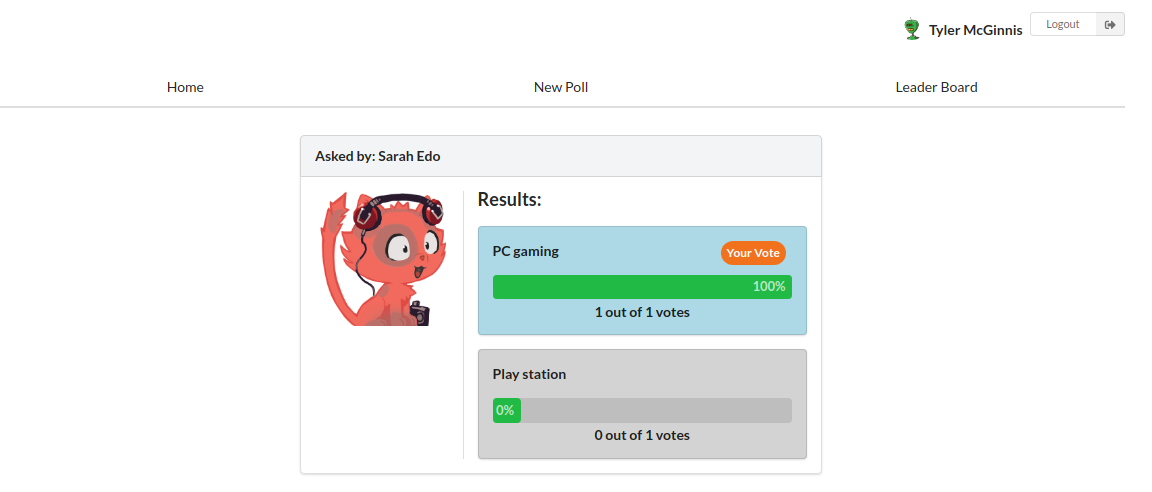 Tyler McGinnis Logout
Home New Poll Leader Board
Asked by: Sarah Edo
Results:
PC gaming Your Vote
100%
1 out of 1 votes
Play station
0%
0 out of 1 votes